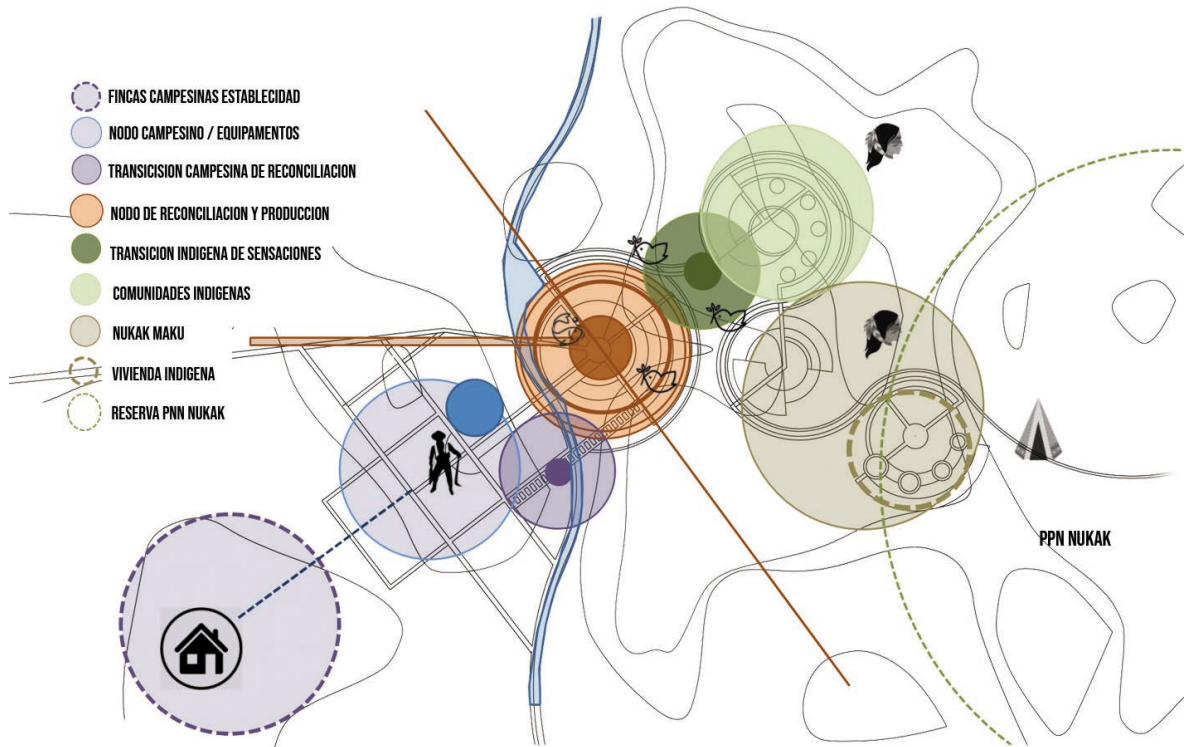 FINCAS CAMPESINAS ESTABLECIDAD
NODO CAMPESINO / EQUIPAMENTOS
TRANSICISION CAMPESINA DE RECONCILIACION
NODO DE RECONCILIACION Y PRODUCCION
TRANSICION INDIGENA DE SENSACIONES
COMUNIDADES INDIGENAS
NUKAK MAKU
VIVIENDA INDIGENA
RESERVA PNN NUKAK
PPN NUKAK